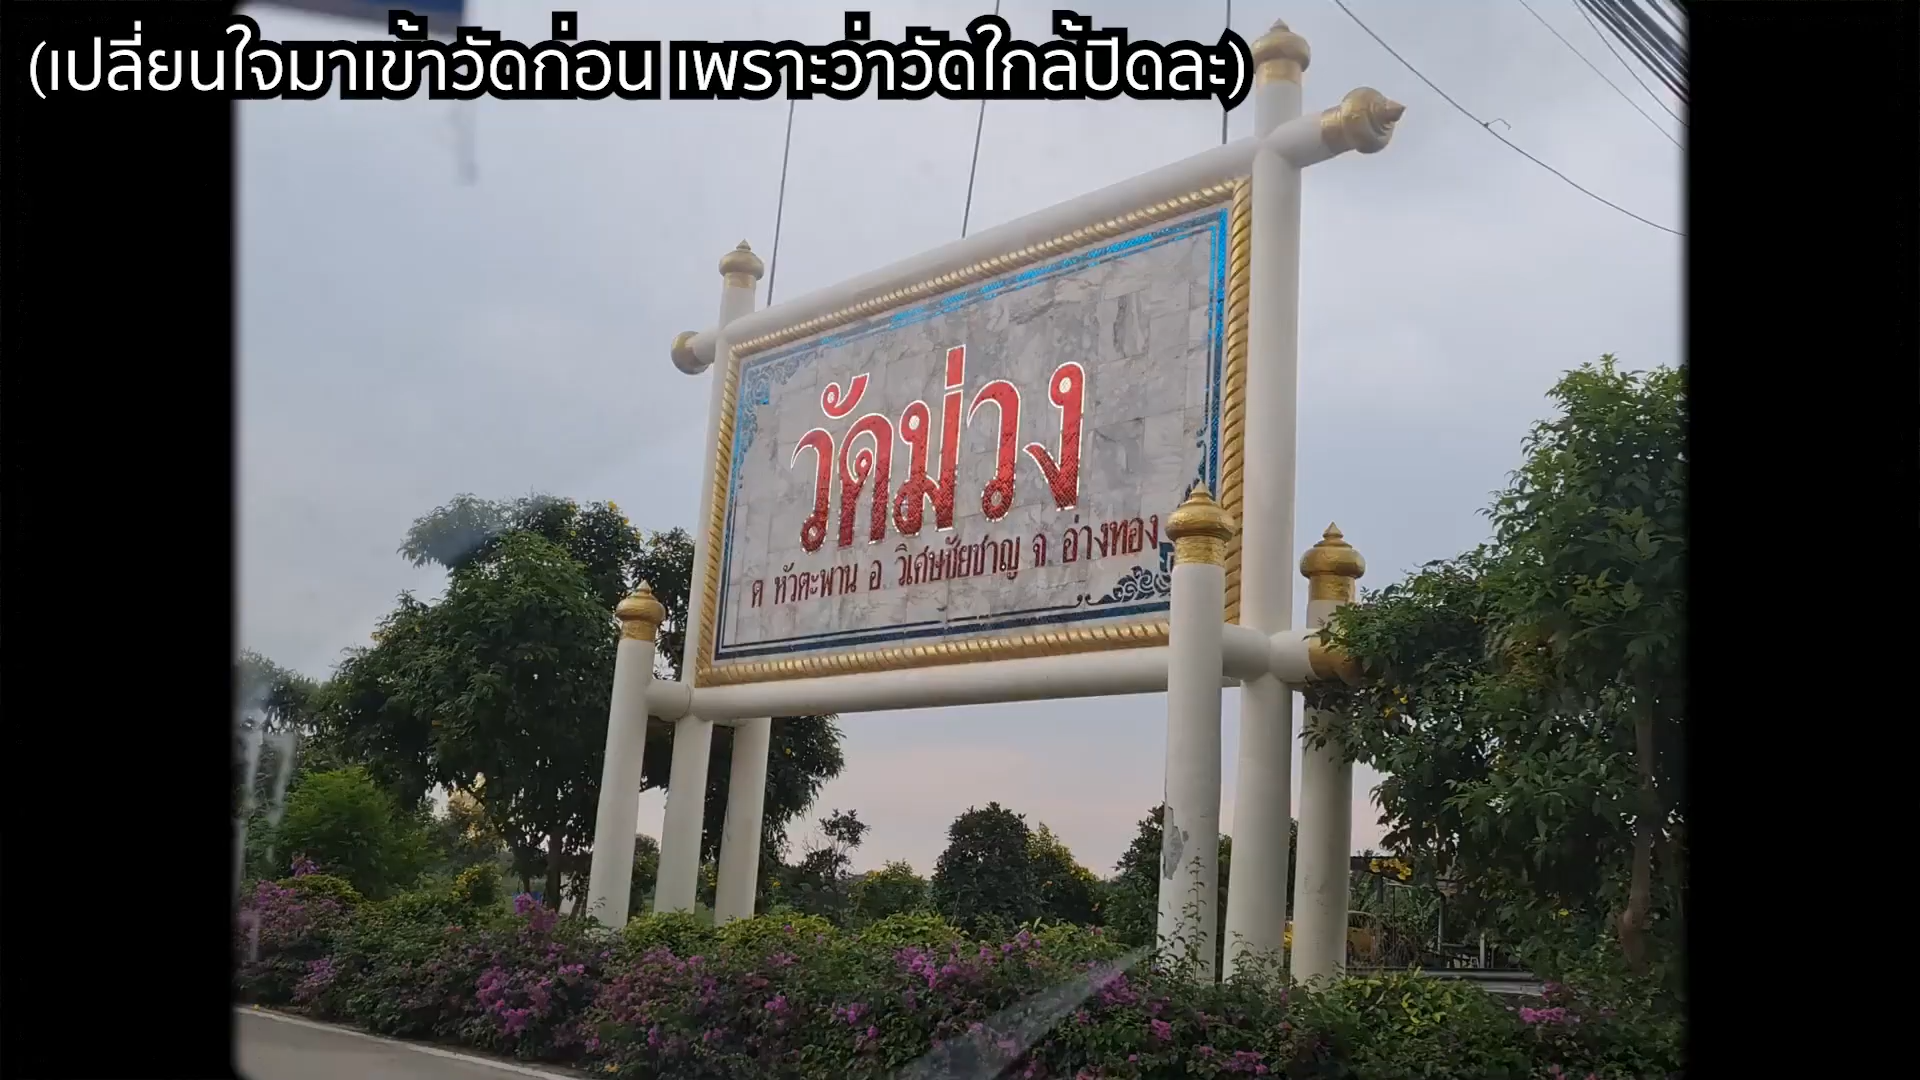 (เปลี่ยนใจมาเข้าวัดก่อน เพราะว่าวัดใกล้ปิดละ)
วัดม่วง
ต หัวตะพาน อ วิเศษชัยชาญ จ อ่างทอง